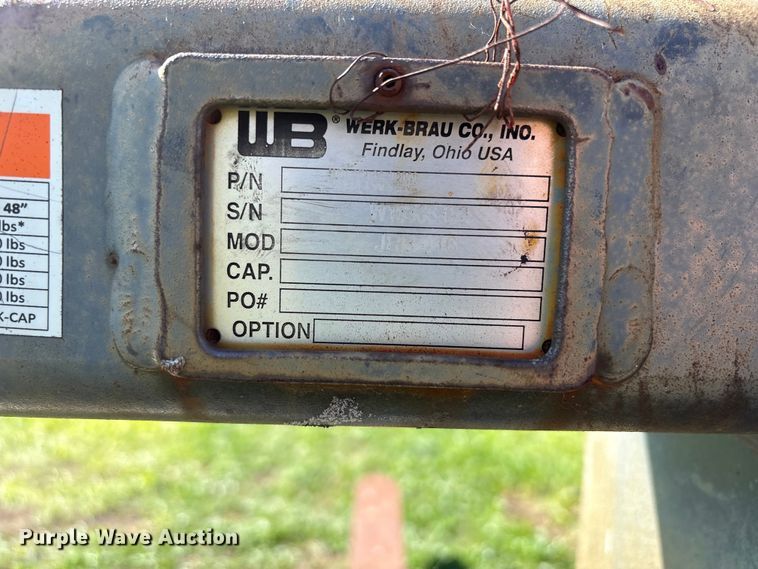 WB ® WERK-BRAU CO., INC.
Findlay, Ohio USA
P/N
S/N
MOD
CAP.
PO#
OPTION
48"
lbs*
lbs
lbs
lbs
K-CAP
Purple Wave Auction